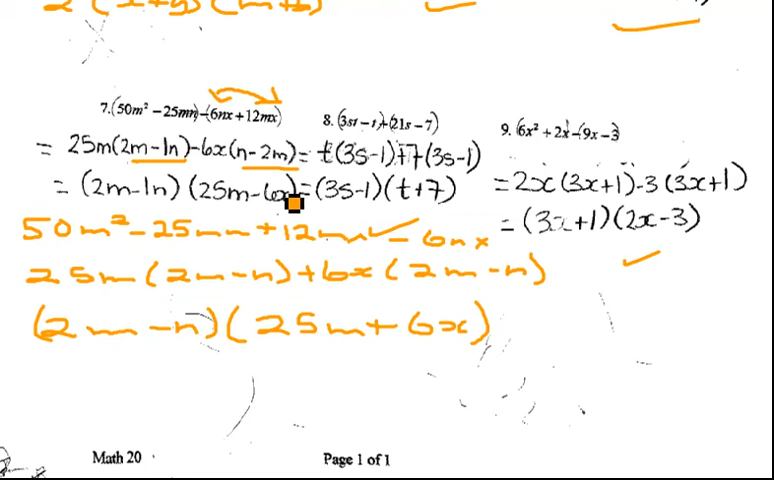 2 (x+y) (m+b)
7.(50m² – 25mn)–(6nx + 12mx)
= 25m(2m–1n)–6x(n–2m)
= (2m–1n) (25m–6x)
50m²–25mn+12mx–6nx
25m(2m–n)+6x(2m–n)
(2m–n)(25m+6x)
8.(3st – t)+(21s – 7)
= t(3s–1)+7(3s–1)
= (3s–1)(t+7)
9. (6x² + 2x)–(9x – 3)
= 2x(3x+1)–3(3x+1)
= (3x+1)(2x–3)
Math 20
Page 1 of 1